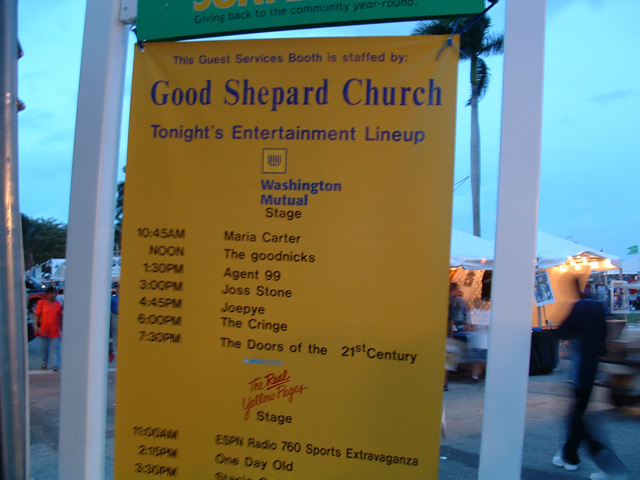 Giving back to the community year-round.
This Guest Services Booth is staffed by:
Good Shepard Church
Tonight's Entertainment Lineup
Washington
Mutual
Stage
10:45AM Maria Carter
NOON The goodnicks
1:30PM Agent 99
3:00PM Joss Stone
4:45PM Joepye
6:00PM The Cringe
7:30PM The Doors of the 21st Century
The Real
Yellow Pages
Stage
11:00AM ESPN Radio 760 Sports Extravaganza
2:15PM One Day Old
3:30PM